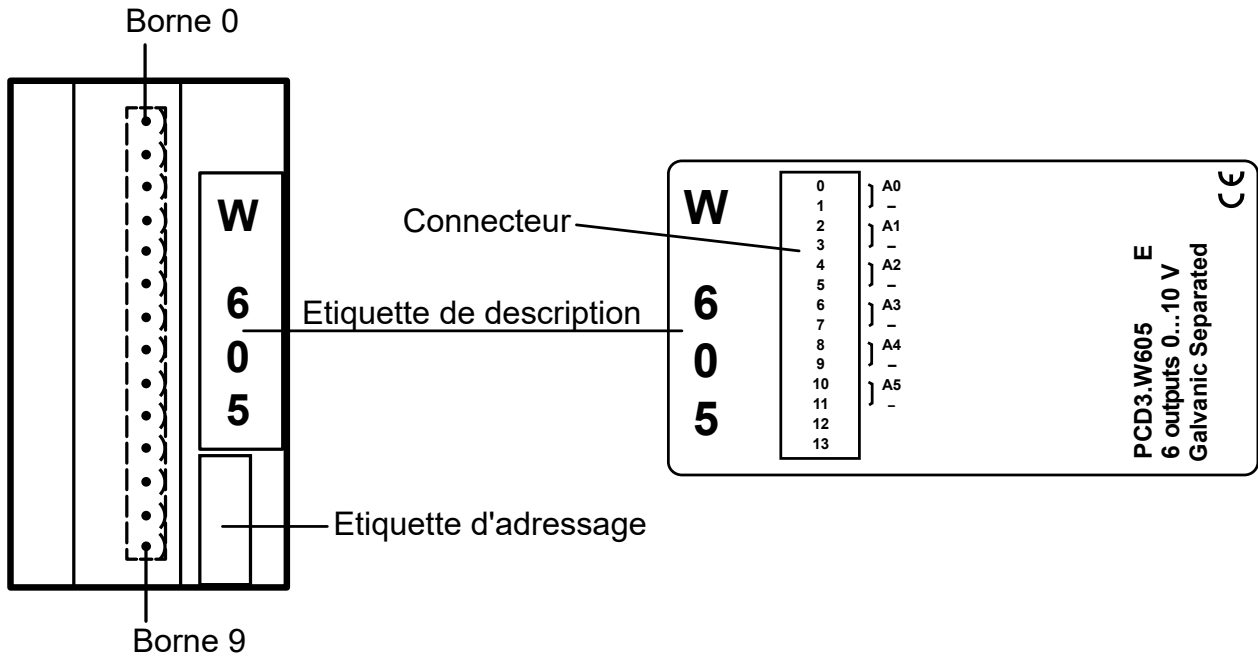 Borne 0
W
6
0
5
Borne 9
Connecteur
Etiquette de description
Etiquette d'adressage
W
6
0
5
0
1
2
3
4
5
6
7
8
9
10
11
12
13
A0
–
A1
–
A2
–
A3
–
A4
–
A5
–
PCD3.W605 E
6 outputs 0...10 V
Galvanic Separated
CE